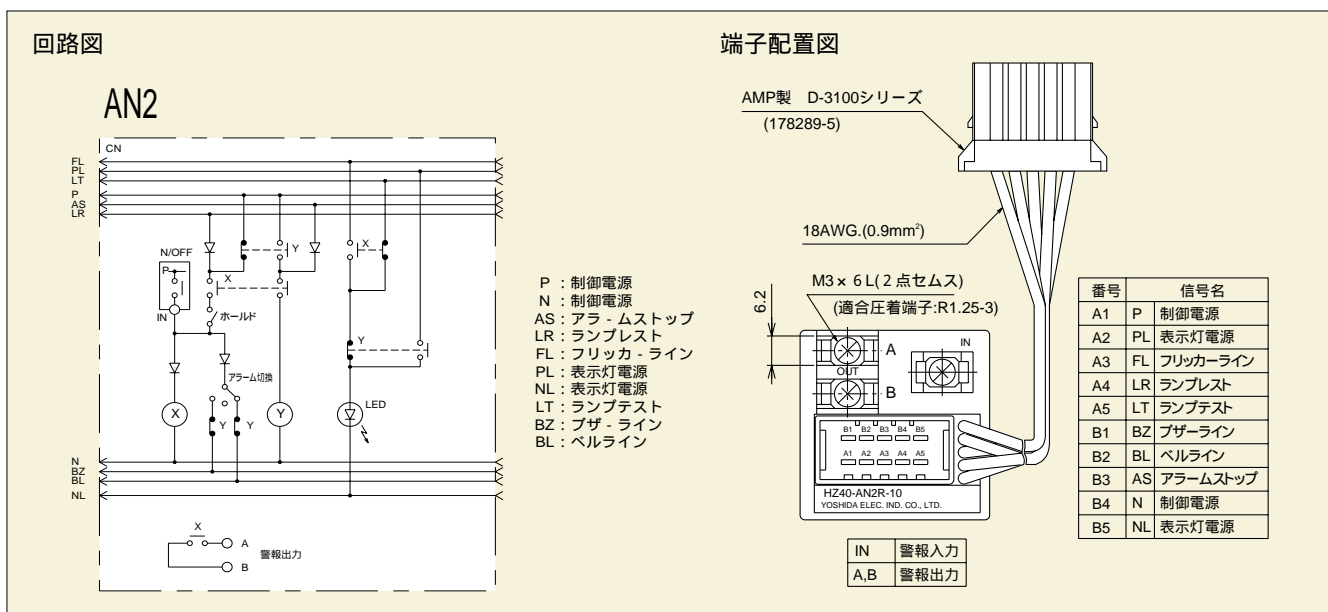 回路図
AN2
CN
FL
PL
LT
P
AS
LR
N/OFF
P
IN
X
Y
X
ホールド
アラーム切換
X
Y
Y
Y
Y
LED
N
BZ
BL
NL
X
A
B
警報出力
P : 制御電源
N : 制御電源
AS : アラ - ムストップ
LR : ランプレスト
FL : フリッカ - ライン
PL : 表示灯電源
NL : 表示灯電源
LT : ランプテスト
BZ : ブザ - ライン
BL : ベルライン
端子配置図
AMP製 D-3100シリーズ
(178289-5)
18AWG.(0.9mm²)
M3 × 6 L( 2 点セムス)
(適合圧着端子:R1.25-3)
6.2
A
OUT
B
IN
B1 B2 B3 B4 B5
A1 A2 A3 A4 A5
HZ40-AN2R-10
YOSHIDA ELEC. IND. CO., LTD.
IN 警報入力
A,B 警報出力
番号 信号名
A1 P 制御電源
A2 PL 表示灯電源
A3 FL フリッカーライン
A4 LR ランプレスト
A5 LT ランプテスト
B1 BZ ブザーライン
B2 BL ベルライン
B3 AS アラームストップ
B4 N 制御電源
B5 NL 表示灯電源